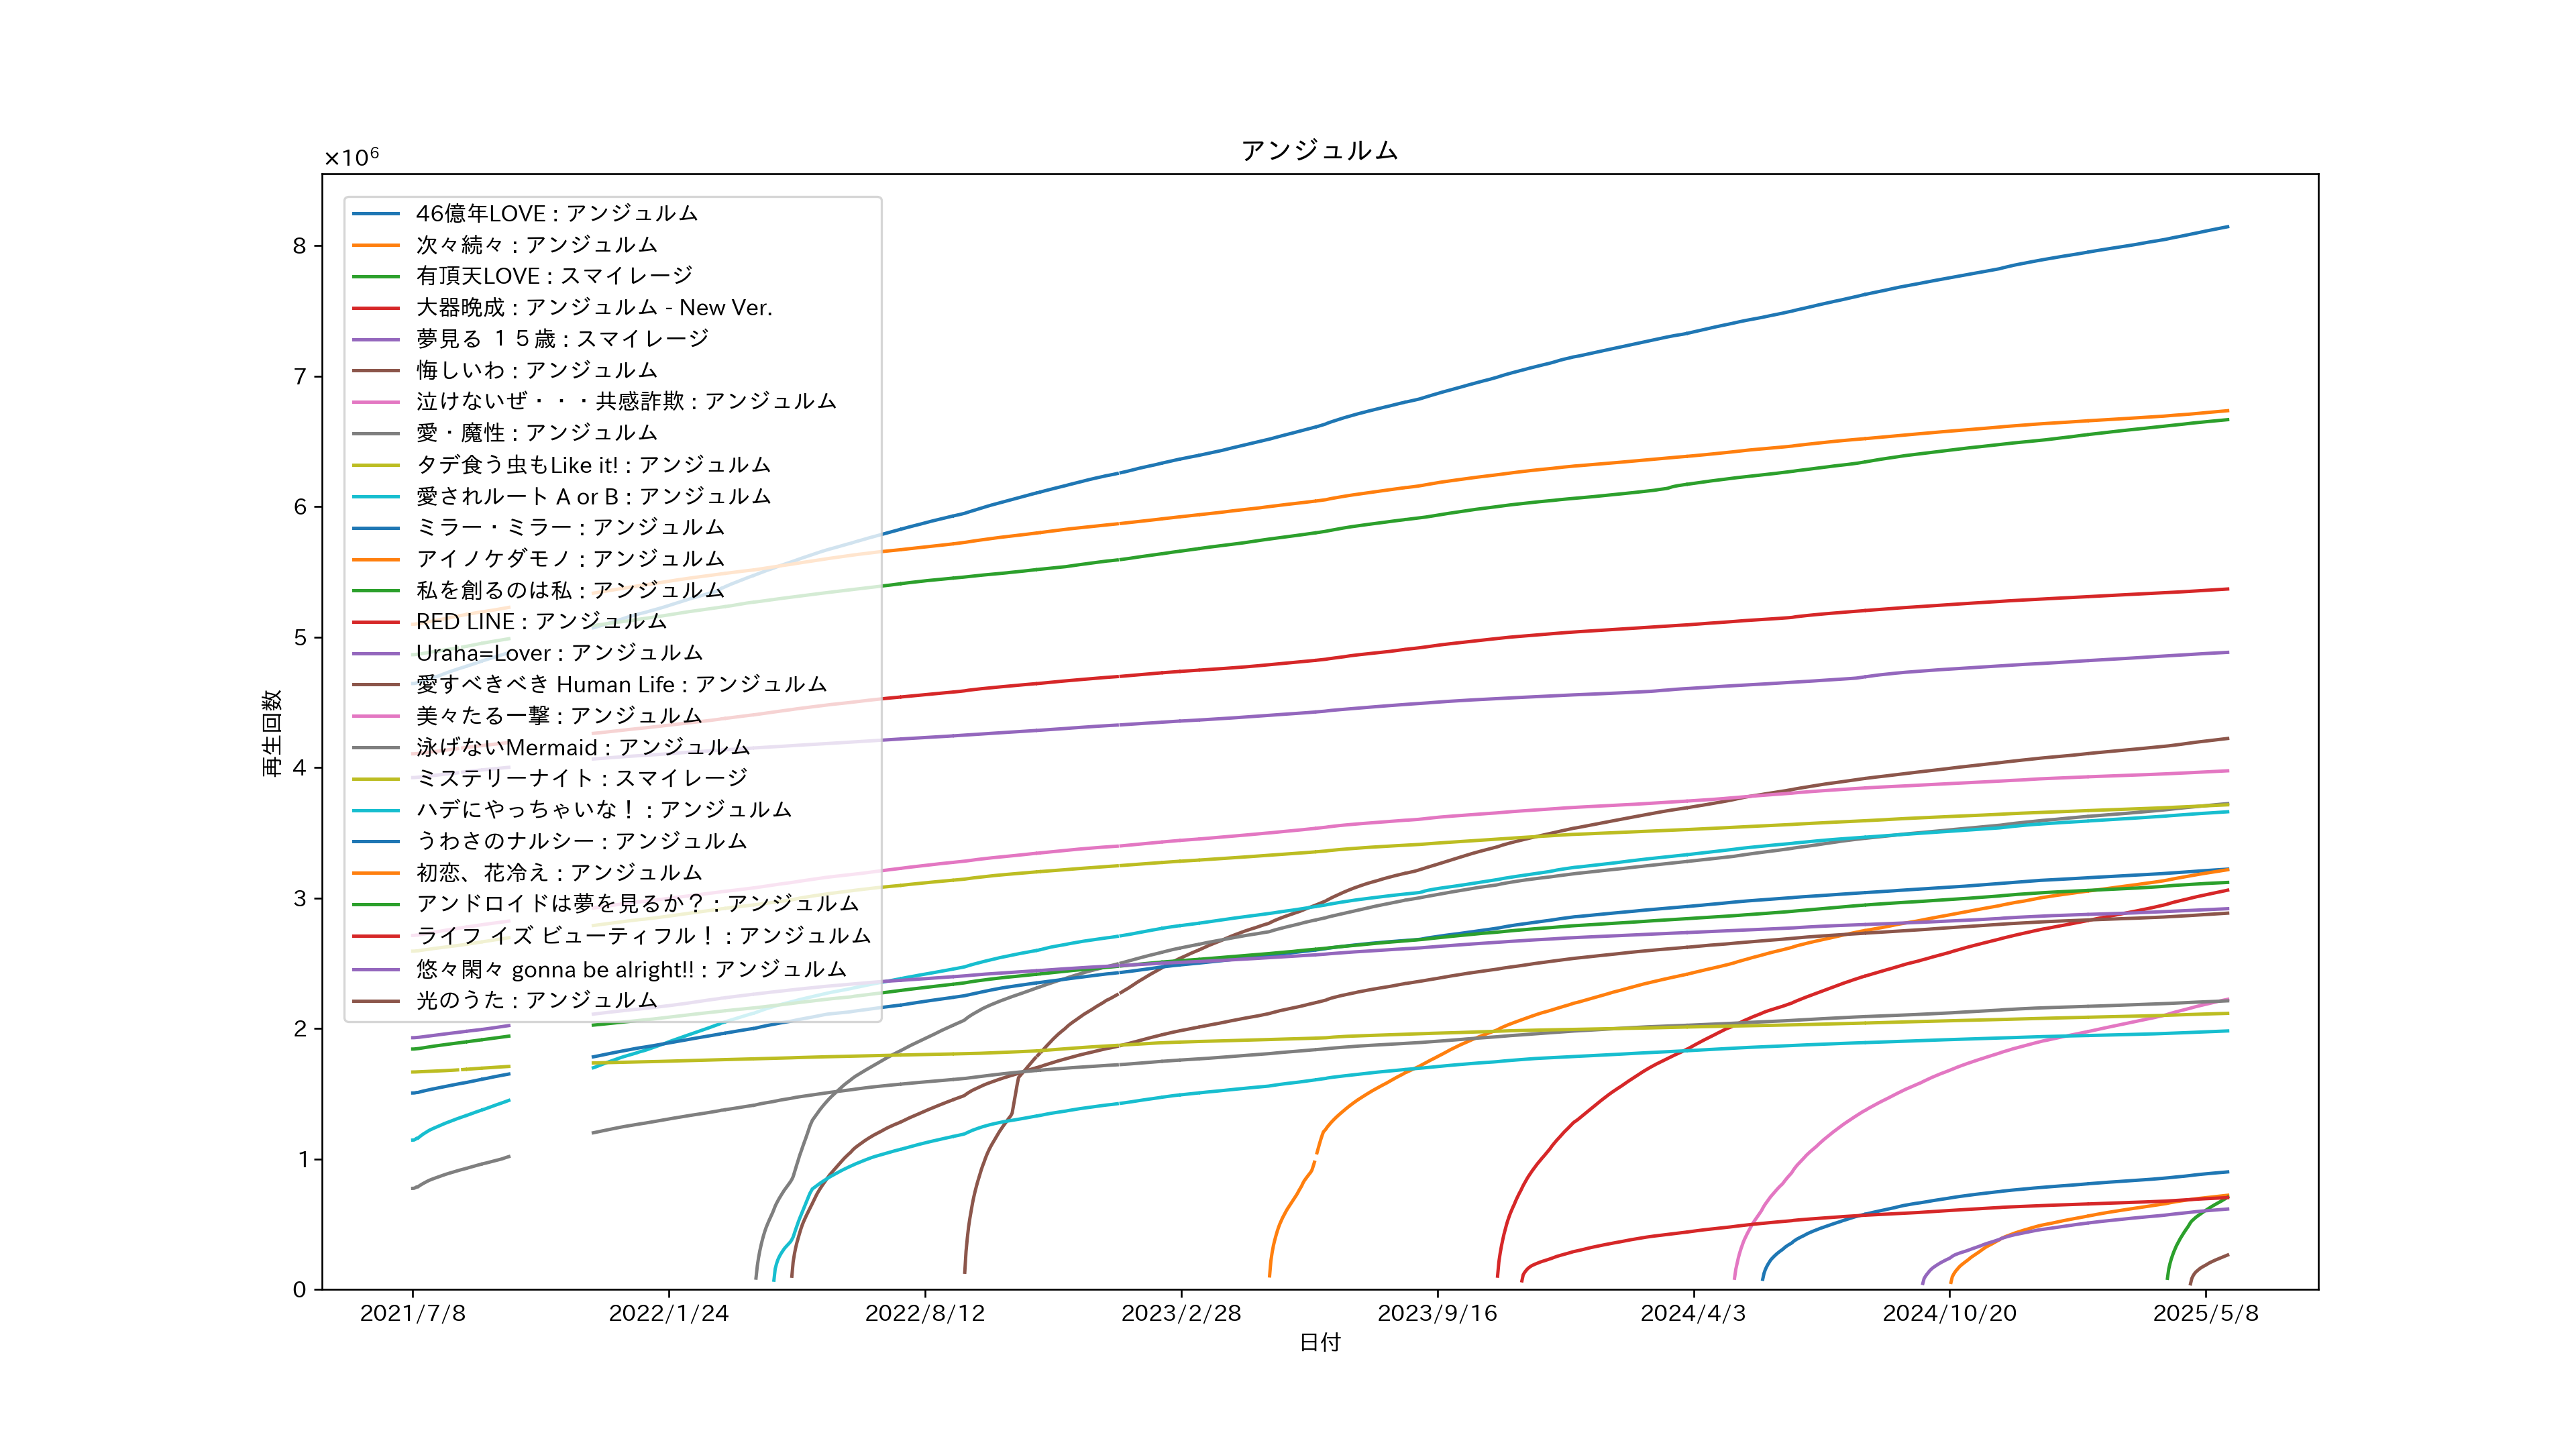 アンジュルム
×10⁶
46億年LOVE : アンジュルム
次々続々 : アンジュルム
有頂天LOVE : スマイレージ
大器晩成 : アンジュルム - New Ver.
夢見る １５歳 : スマイレージ
悔しいわ : アンジュルム
泣けないぜ・・・共感詐欺 : アンジュルム
愛・魔性 : アンジュルム
タデ食う虫もLike it! : アンジュルム
愛されルート A or B : アンジュルム
ミラー・ミラー : アンジュルム
アイノケダモノ : アンジュルム
私を創るのは私 : アンジュルム
RED LINE : アンジュルム
Uraha=Lover : アンジュルム
愛すべきべき Human Life : アンジュルム
美々たる一撃 : アンジュルム
泳げないMermaid : アンジュルム
ミステリーナイト : スマイレージ
ハデにやっちゃいな！ : アンジュルム
うわさのナルシー : アンジュルム
初恋、花冷え : アンジュルム
アンドロイドは夢を見るか？ : アンジュルム
ライフ イズ ビューティフル！ : アンジュルム
悠々閑々 gonna be alright!! : アンジュルム
光のうた : アンジュルム
8
7
6
5
4
3
2
1
0
再生回数
2021/7/8 2022/1/24 2022/8/12 2023/2/28 2023/9/16 2024/4/3 2024/10/20 2025/5/8
日付